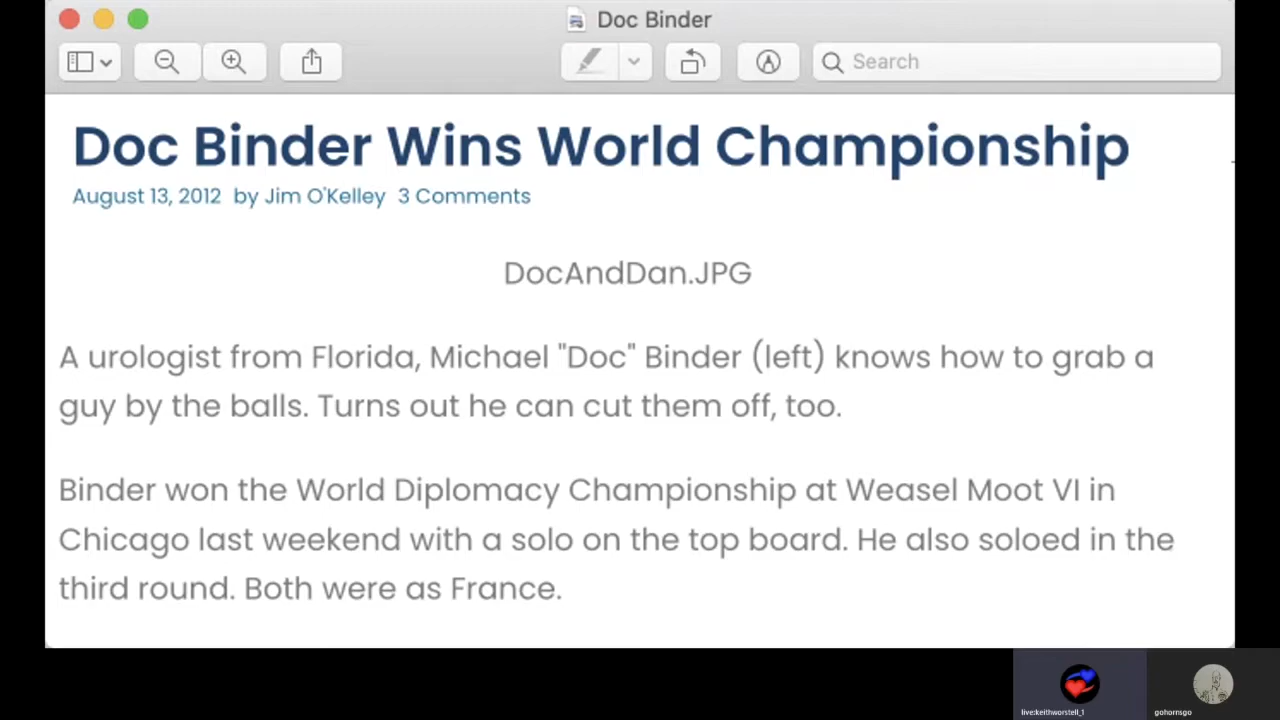 Doc Binder
Search
Doc Binder Wins World Championship
August 13, 2012 by Jim O'Kelley 3 Comments
DocAndDan.JPG
A urologist from Florida, Michael "Doc" Binder (left) knows how to grab a
guy by the balls. Turns out he can cut them off, too.
Binder won the World Diplomacy Championship at Weasel Moot VI in
Chicago last weekend with a solo on the top board. He also soloed in the
third round. Both were as France.
live:keithworstell_1
gohornsgo